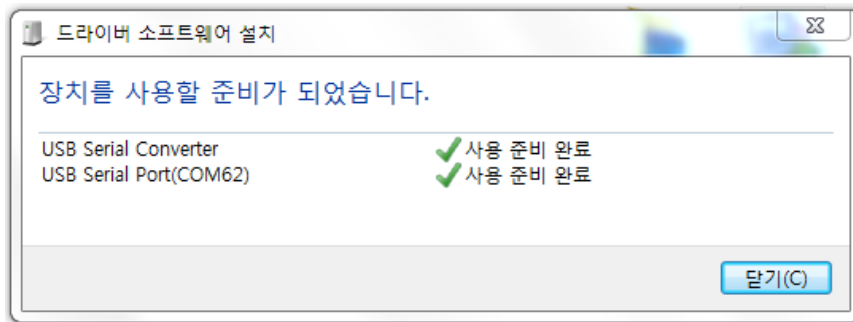 드라이버 소프트웨어 설치
장치를 사용할 준비가 되었습니다.
USB Serial Converter 사용 준비 완료
USB Serial Port(COM62) 사용 준비 완료
닫기(C)